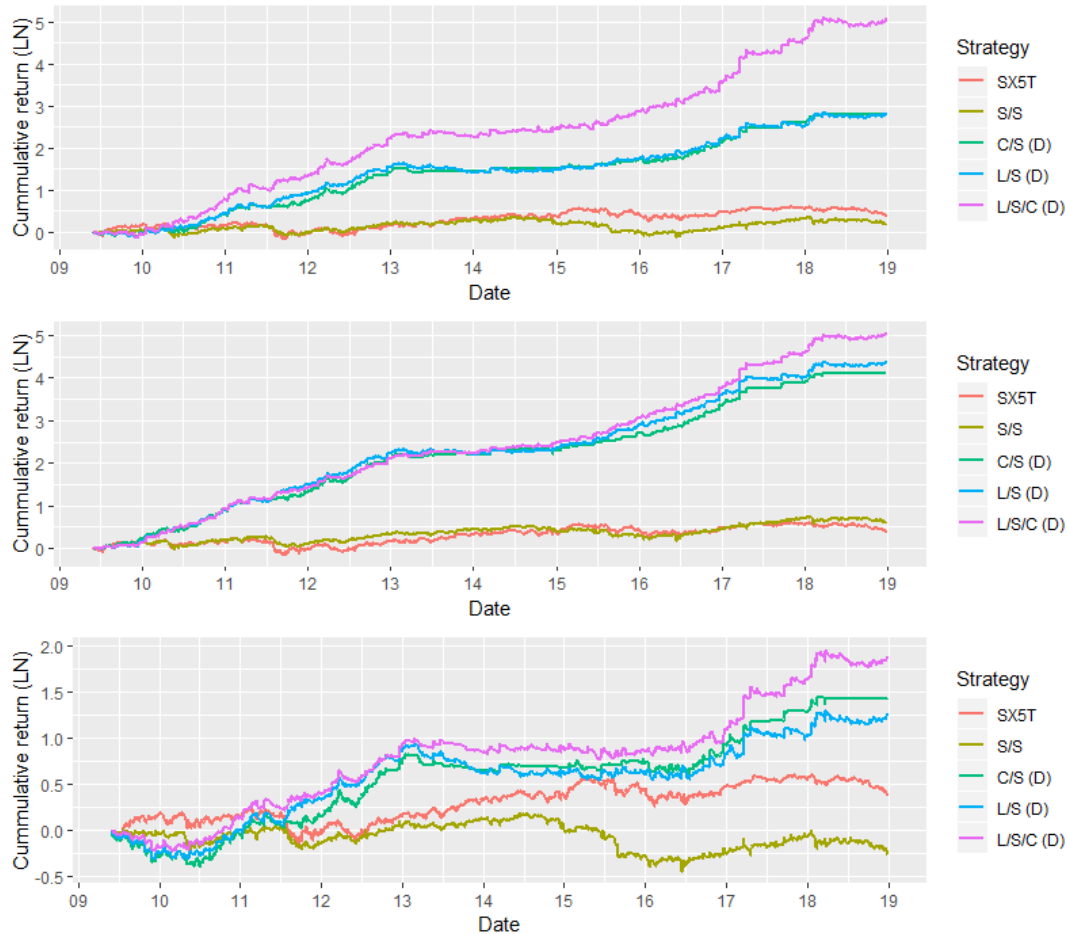 Cummulative return (LN)
5
4
3
2
1
0
09 10 11 12 13 14 15 16 17 18 19
Date
Strategy
SX5T
S/S
C/S (D)
L/S (D)
L/S/C (D)
Cummulative return (LN)
5
4
3
2
1
0
09 10 11 12 13 14 15 16 17 18 19
Date
Strategy
SX5T
S/S
C/S (D)
L/S (D)
L/S/C (D)
Cummulative return (LN)
2.0
1.5
1.0
0.5
0.0
-0.5
09 10 11 12 13 14 15 16 17 18 19
Date
Strategy
SX5T
S/S
C/S (D)
L/S (D)
L/S/C (D)